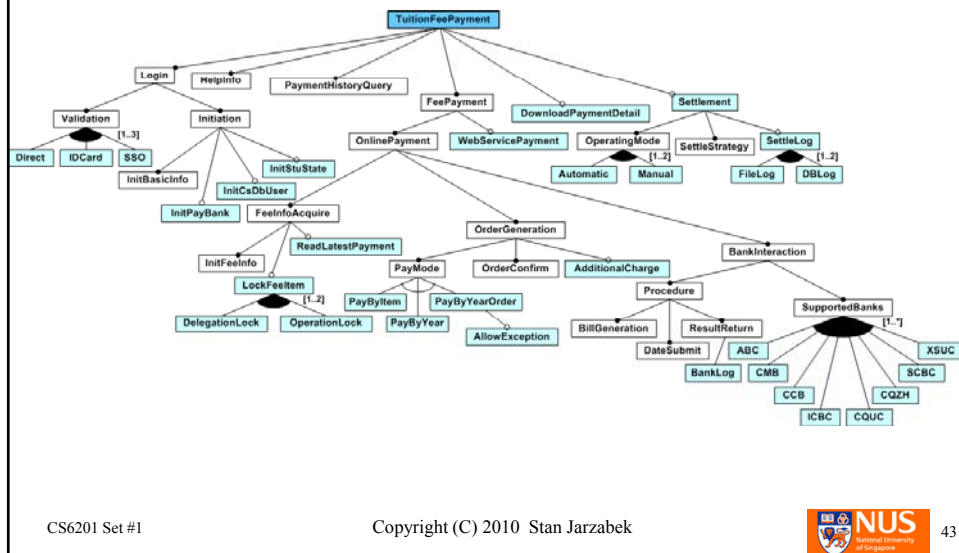 TuitionFeePayment
Login
HelpInfo
PaymentHistoryQuery
FeePayment
DownloadPaymentDetail
Settlement
Validation
Initiation
OnlinePayment
WebServicePayment
OperatingMode
SettleStrategy
SettleLog
[1..3]
[1..2]
[1..2]
Direct
IDCard
SSO
InitBasicInfo
InitPayBank
InitCsDbUser
InitStuState
Automatic
Manual
FileLog
DBLog
FeeInfoAcquire
OrderGeneration
BankInteraction
InitFeeInfo
LockFeeItem
ReadLatestPayment
PayMode
OrderConfirm
AdditionalCharge
Procedure
SupportedBanks
[1..2]
[1..*]
DelegationLock
OperationLock
PayByItem
PayByYear
PayByYearOrder
AllowException
BillGeneration
DateSubmit
ResultReturn
BankLog
ABC
CMB
CCB
ICBC
CQUC
CQZH
SCBC
XSUC
CS6201 Set #1
Copyright (C) 2010 Stan Jarzabek
NUS
National University
of Singapore
43